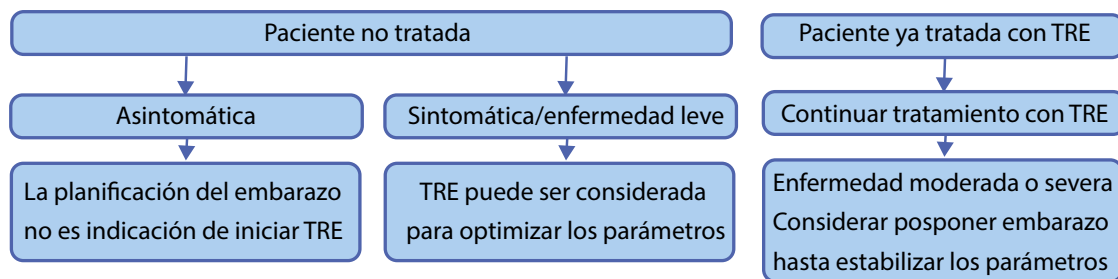 Paciente no tratada
Paciente ya tratada con TRE
Asintomática
Sintomática/enfermedad leve
Continuar tratamiento con TRE
La planificación del embarazo
no es indicación de iniciar TRE
TRE puede ser considerada
para optimizar los parámetros
Enfermedad moderada o severa
Considerar posponer embarazo
hasta estabilizar los parámetros